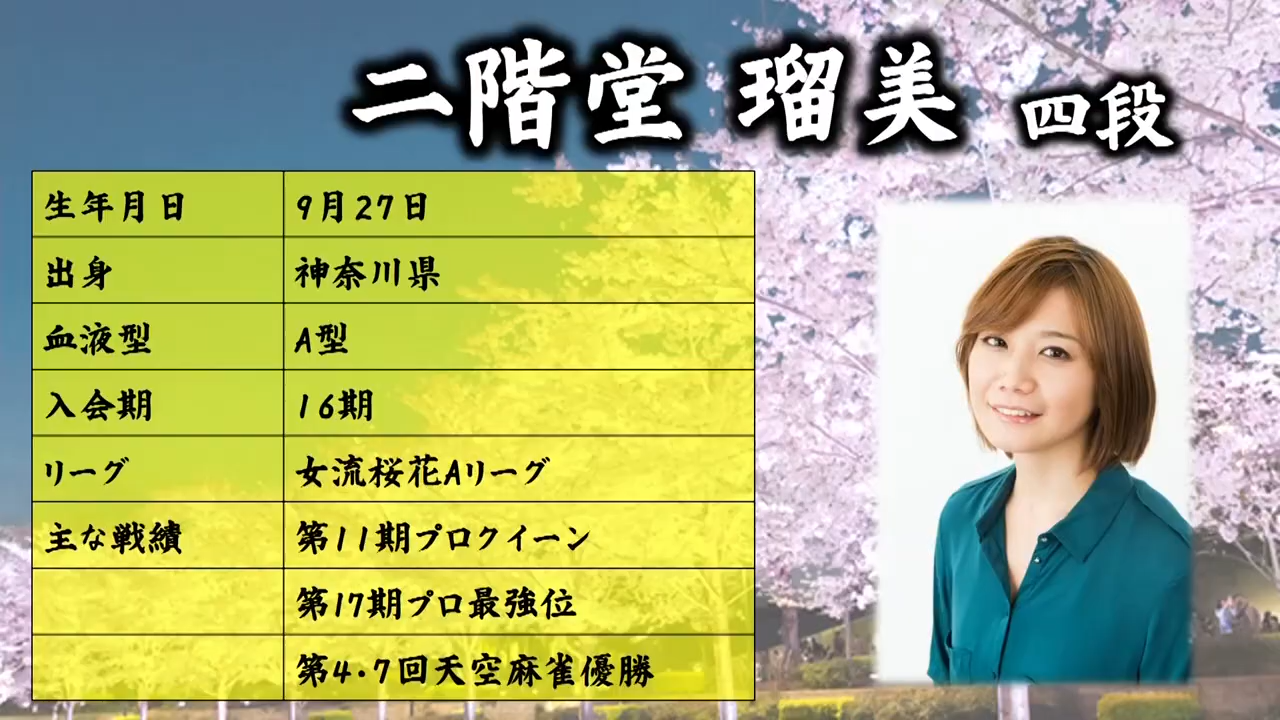 二階堂 瑠美 四段
生年月日 9月27日
出身 神奈川県
血液型 A型
入会期 16期
リーグ 女流桜花Aリーグ
主な戦績 第11期プロクイーン
第17期プロ最強位
第4・7回天空麻雀優勝